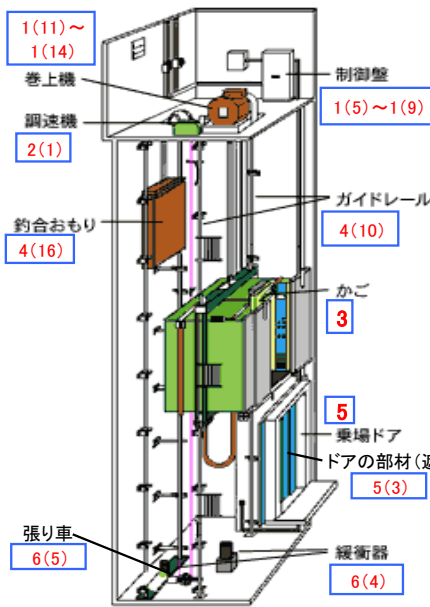 1(11)～
1(14)
巻上機
制御盤
1(5)～1(9)
調速機
2(1)
ガイドレール
4(10)
釣合おもり
4(16)
かご
3
5
乗場ドア
ドアの部材(
5(3)
張り車
6(5)
緩衝器
6(4)